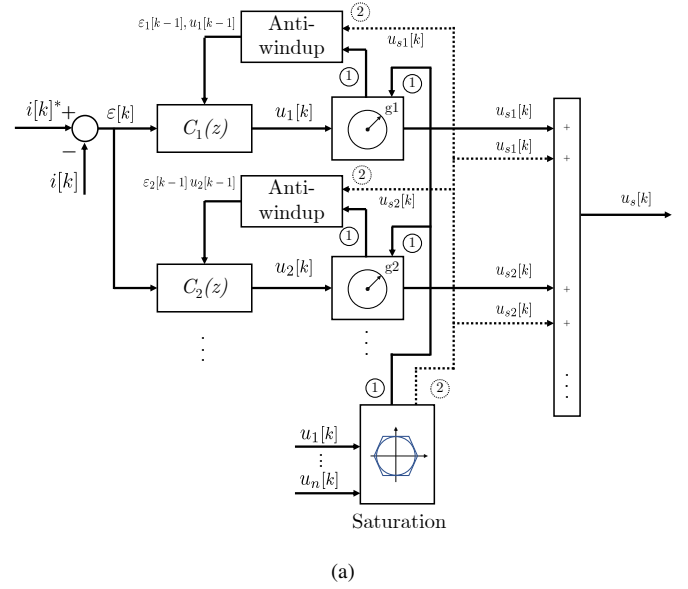 ε₁[k−1], u₁[k−1]
Anti-
windup
②
uₛ₁[k]
①
①
i[k]* +
ε[k]
C₁(z)
u₁[k]
g1
uₛ₁[k]
+
−
i[k]
uₛ₁[k]
+
ε₂[k−1] u₂[k−1]
Anti-
windup
②
uₛ₂[k]
①
①
uₛ[k]
C₂(z)
u₂[k]
g2
uₛ₂[k]
+
uₛ₂[k]
+
①
②
u₁[k]
uₙ[k]
Saturation
(a)